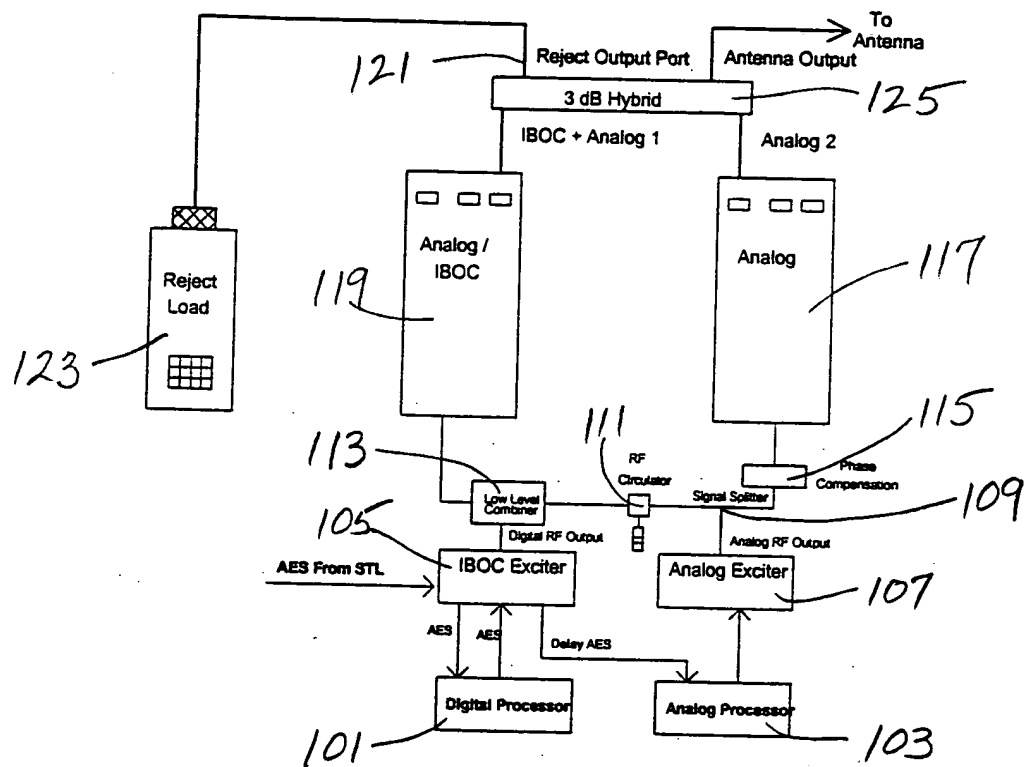 To
Antenna
121
Reject Output Port
Antenna Output
3 dB Hybrid
125
IBOC + Analog 1
Analog 2
Analog /
IBOC
Analog
119
117
Reject
Load
123
111
115
113
RF
Circulator
Phase
Compensation
Signal Splitter
Low Level
Combiner
109
105
Digital RF Output
Analog RF Output
AES From STL
IBOC Exciter
Analog Exciter
107
AES
AES
Delay AES
Digital Processor
Analog Processor
101
103